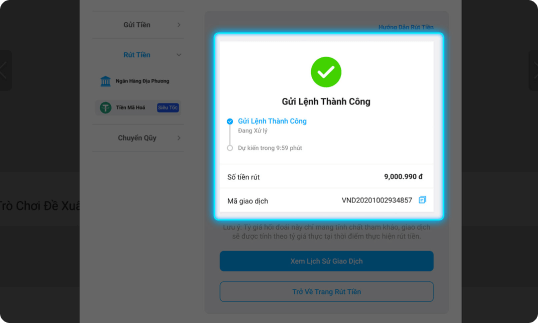 Gửi Tiền
Rút Tiền
Ngân Hàng Địa Phương
Tiền Mã Hoá
SIÊU TỐC
Chuyển Qũy
Trò Chơi Đề Xuấ
Hướng Dẫn Rút Tiền
Gửi Lệnh Thành Công
Gửi Lệnh Thành Công
Đang Xử lý
Dự kiến trong 9:59 phút
Số tiền rút 9,000.990 đ
Mã giao dịch VND20201002934857
Lưu ý: Tỷ giá hối đoái này chỉ mang tính chất tham khảo, giao dịch
sẽ được tính theo tỷ giá thực tại thời điểm thực hiện rút tiền.
Xem Lịch Sử Giao Dịch
Trở Về Trang Rút Tiền